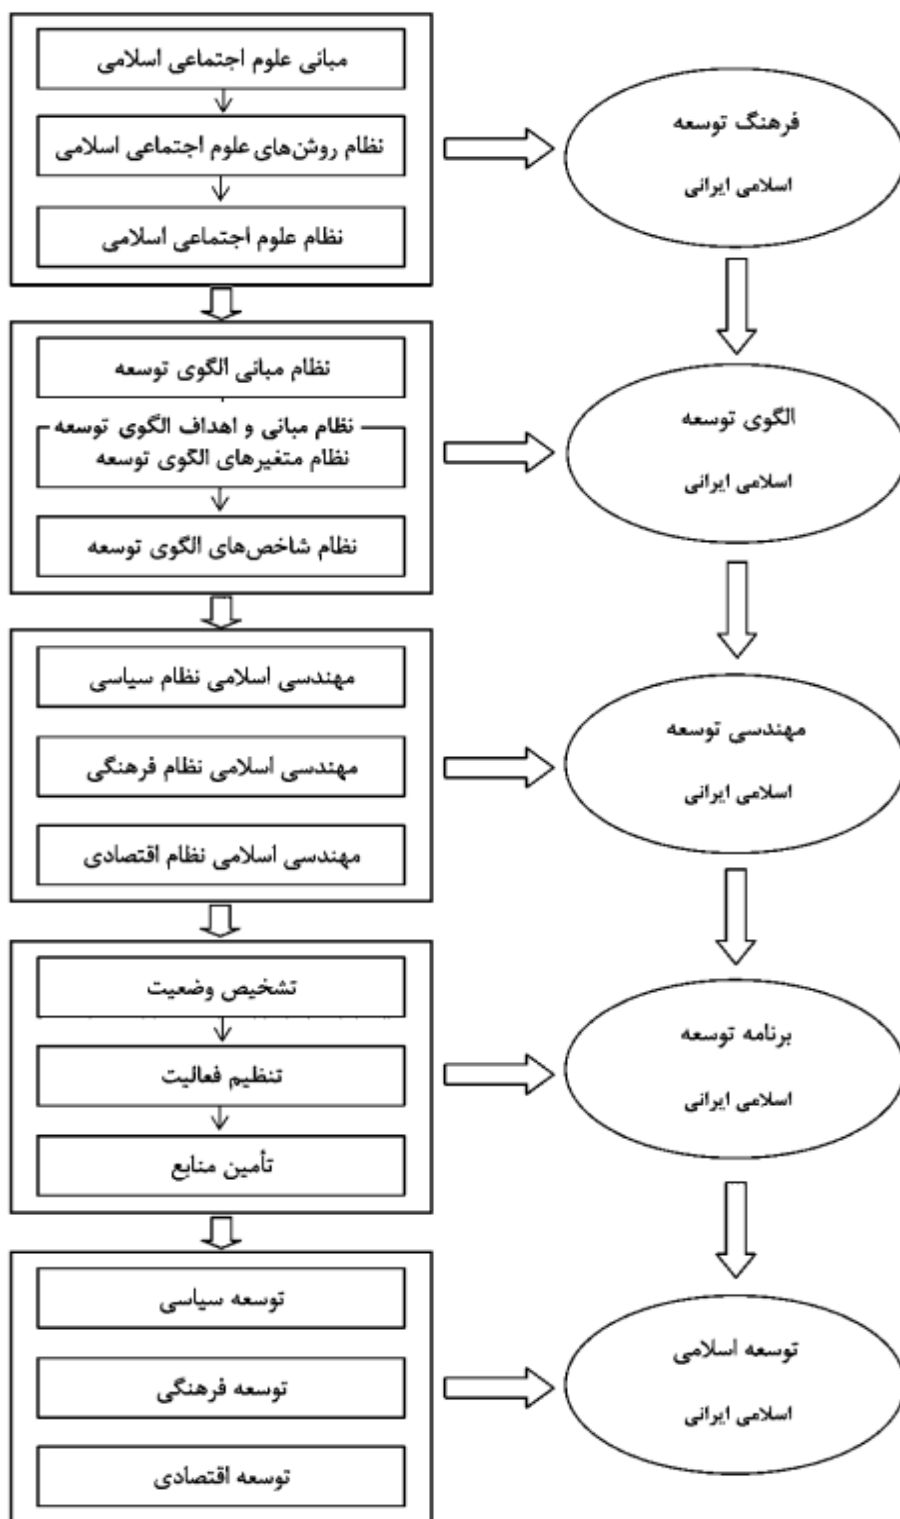 مبانی علوم اجتماعی اسلامی
نظام روش‌های علوم اجتماعی اسلامی
نظام علوم اجتماعی اسلامی
فرهنگ توسعه
اسلامی ایرانی
نظام مبانی الگوی توسعه
نظام مبانی و اهداف الگوی توسعه
نظام متغیرهای الگوی توسعه
نظام شاخص‌های الگوی توسعه
الگوی توسعه
اسلامی ایرانی
مهندسی اسلامی نظام سیاسی
مهندسی اسلامی نظام فرهنگی
مهندسی اسلامی نظام اقتصادی
مهندسی توسعه
اسلامی ایرانی
تشخیص وضعیت
تنظیم فعالیت
تأمین منابع
برنامه توسعه
اسلامی ایرانی
توسعه سیاسی
توسعه فرهنگی
توسعه اقتصادی
توسعه اسلامی
اسلامی ایرانی